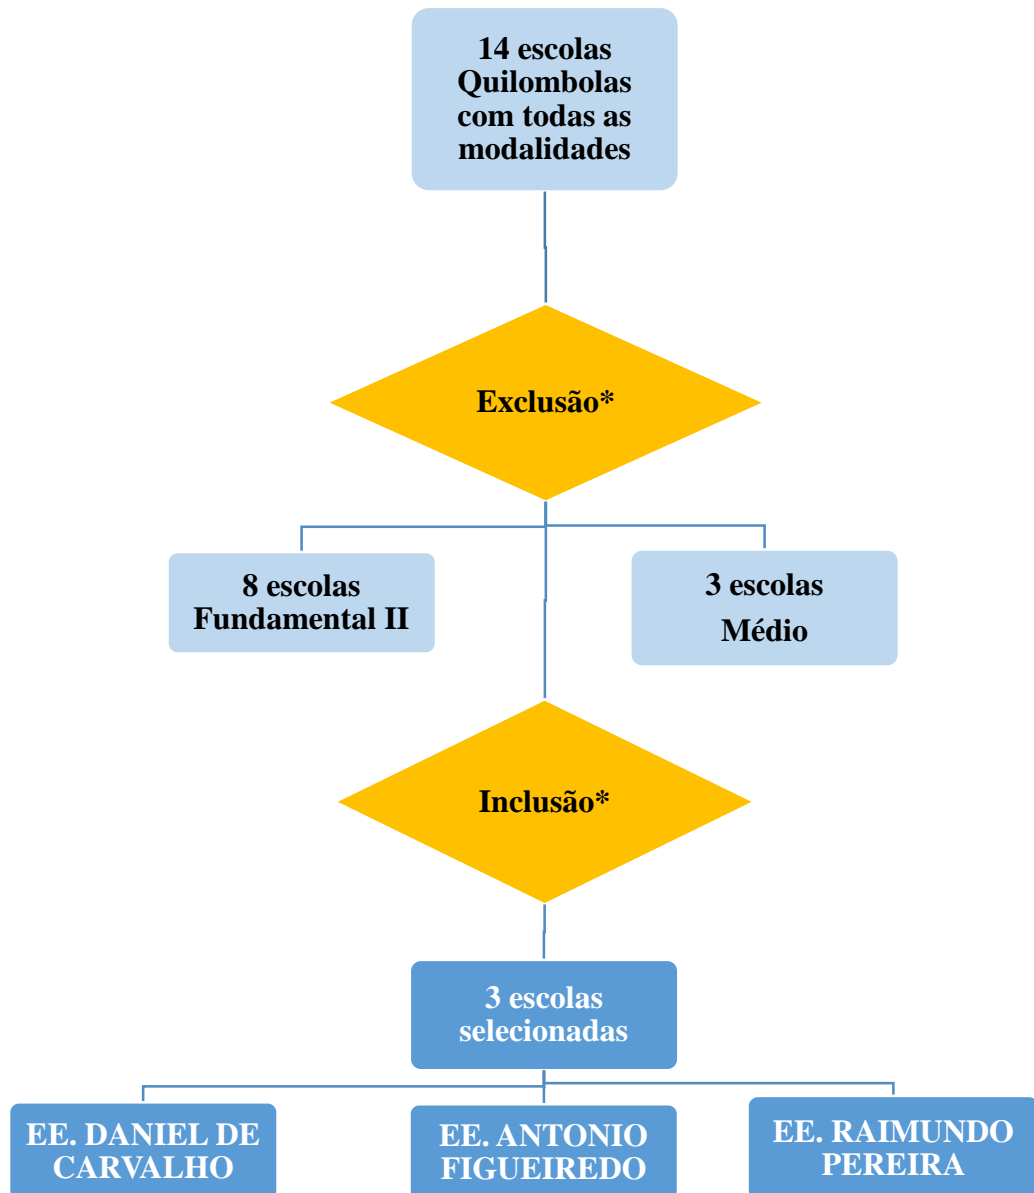 14 escolas
Quilombolas
com todas as
modalidades
Exclusão*
8 escolas
Fundamental II
3 escolas
Médio
Inclusão*
3 escolas
selecionadas
EE. DANIEL DE
CARVALHO
EE. ANTONIO
FIGUEIREDO
EE. RAIMUNDO
PEREIRA